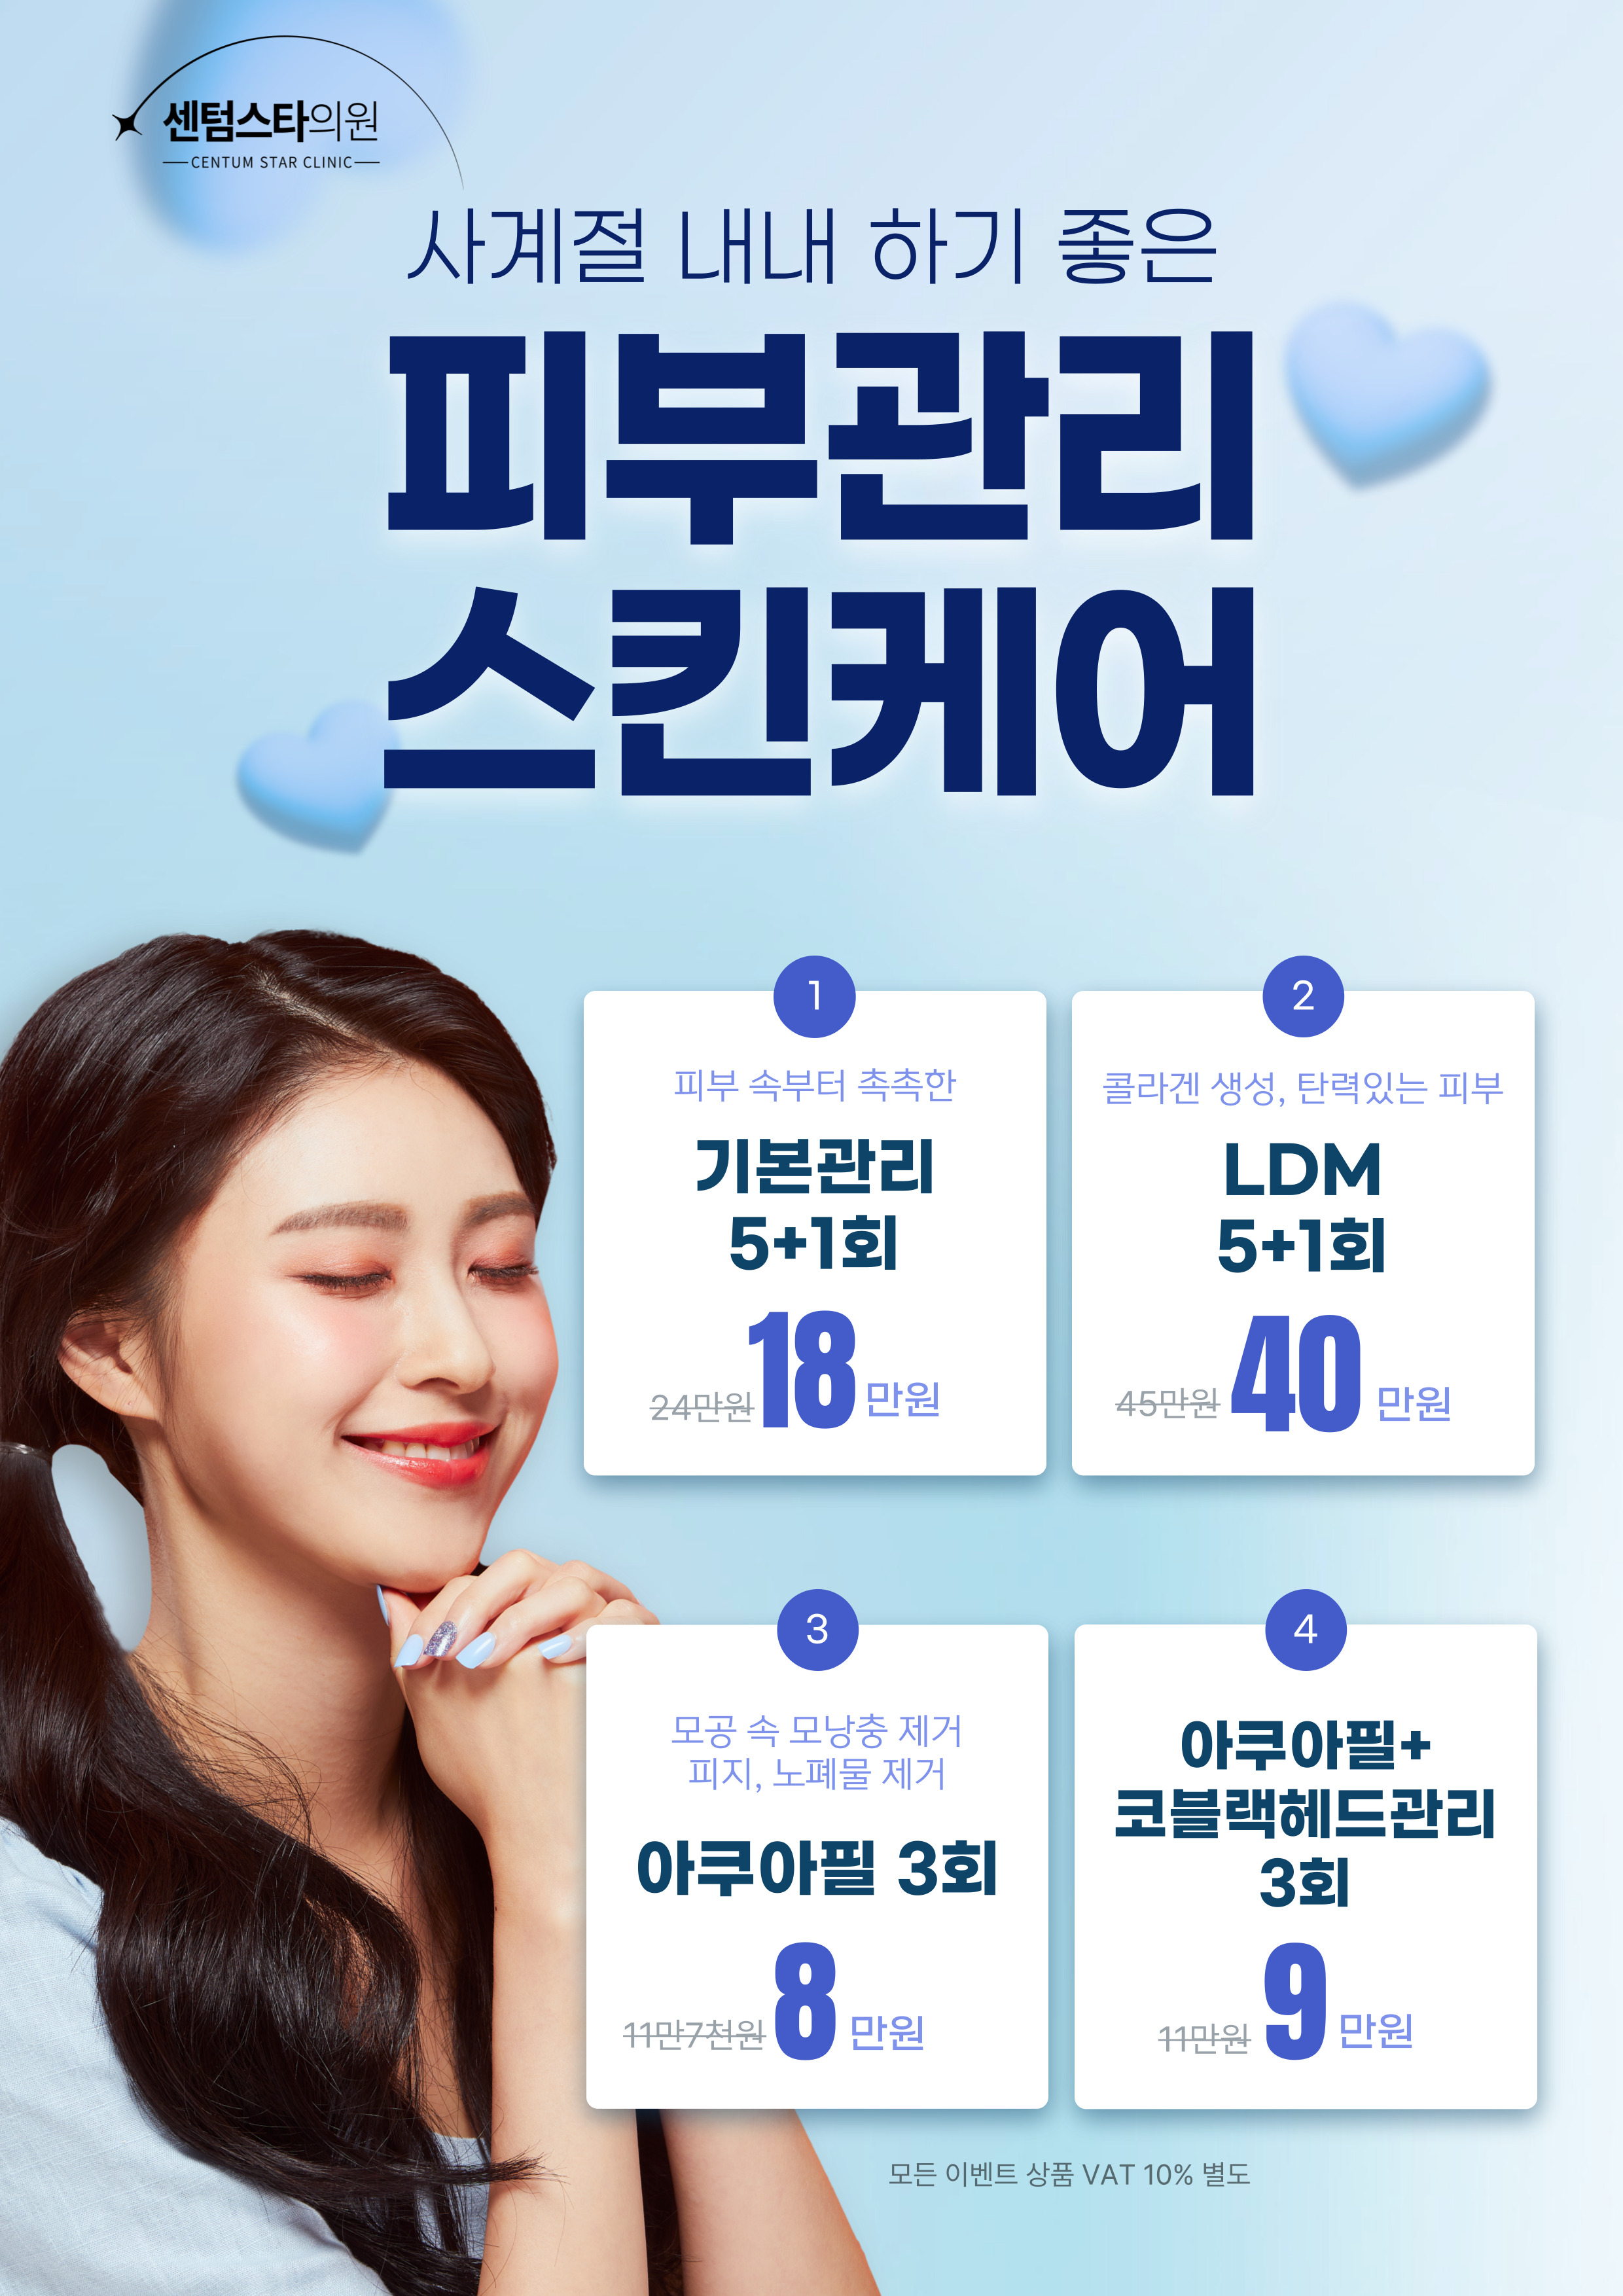 센텀스타의원
CENTUM STAR CLINIC
사계절 내내 하기 좋은
피부관리
스킨케어
1
피부 속부터 촉촉한
기본관리
5+1회
24만원 18 만원
2
콜라겐 생성, 탄력있는 피부
LDM
5+1회
45만원 40 만원
3
모공 속 모낭충 제거
피지, 노폐물 제거
아쿠아필 3회
11만7천원 8 만원
4
아쿠아필+
코블랙헤드관리
3회
11만원 9 만원
모든 이벤트 상품 VAT 10% 별도